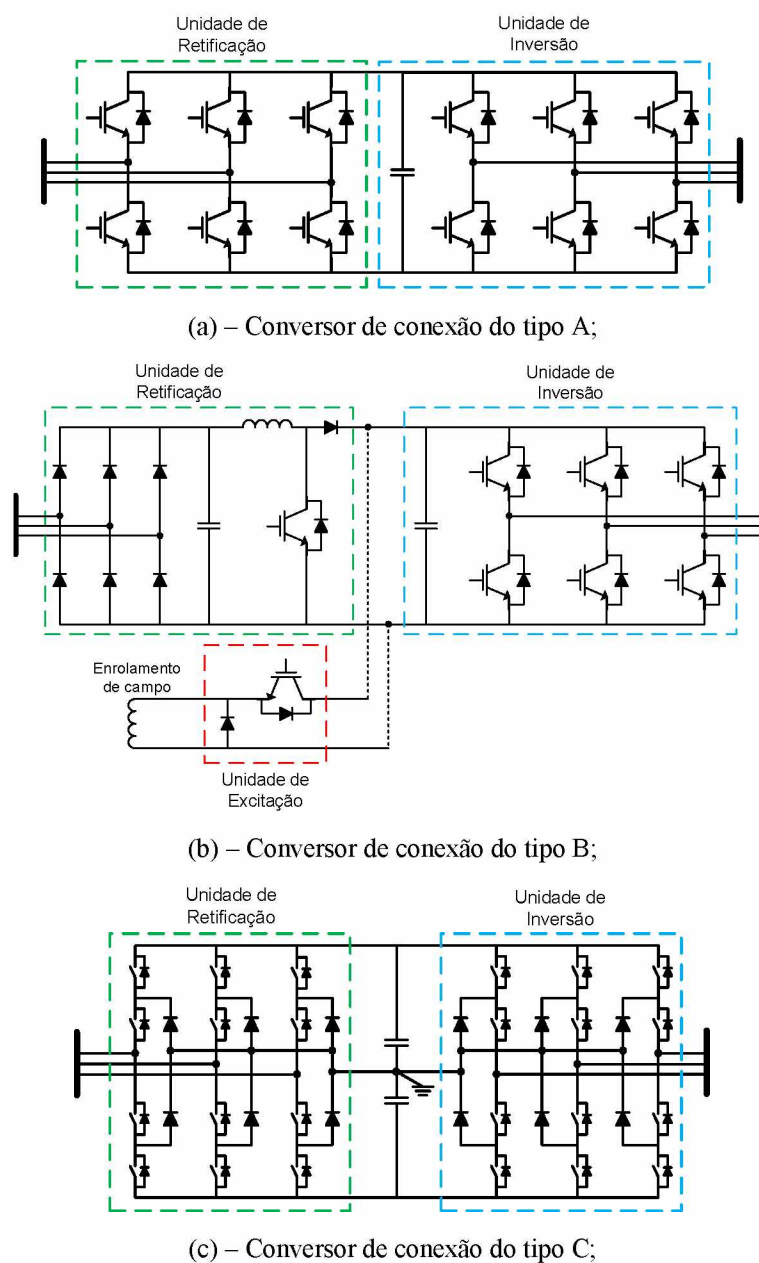 Unidade de
Retificação
Unidade de
Inversão
(a) – Conversor de conexão do tipo A;
Unidade de
Retificação
Unidade de
Inversão
Enrolamento
de campo
Unidade de
Excitação
(b) – Conversor de conexão do tipo B;
Unidade de
Retificação
Unidade de
Inversão
(c) – Conversor de conexão do tipo C;